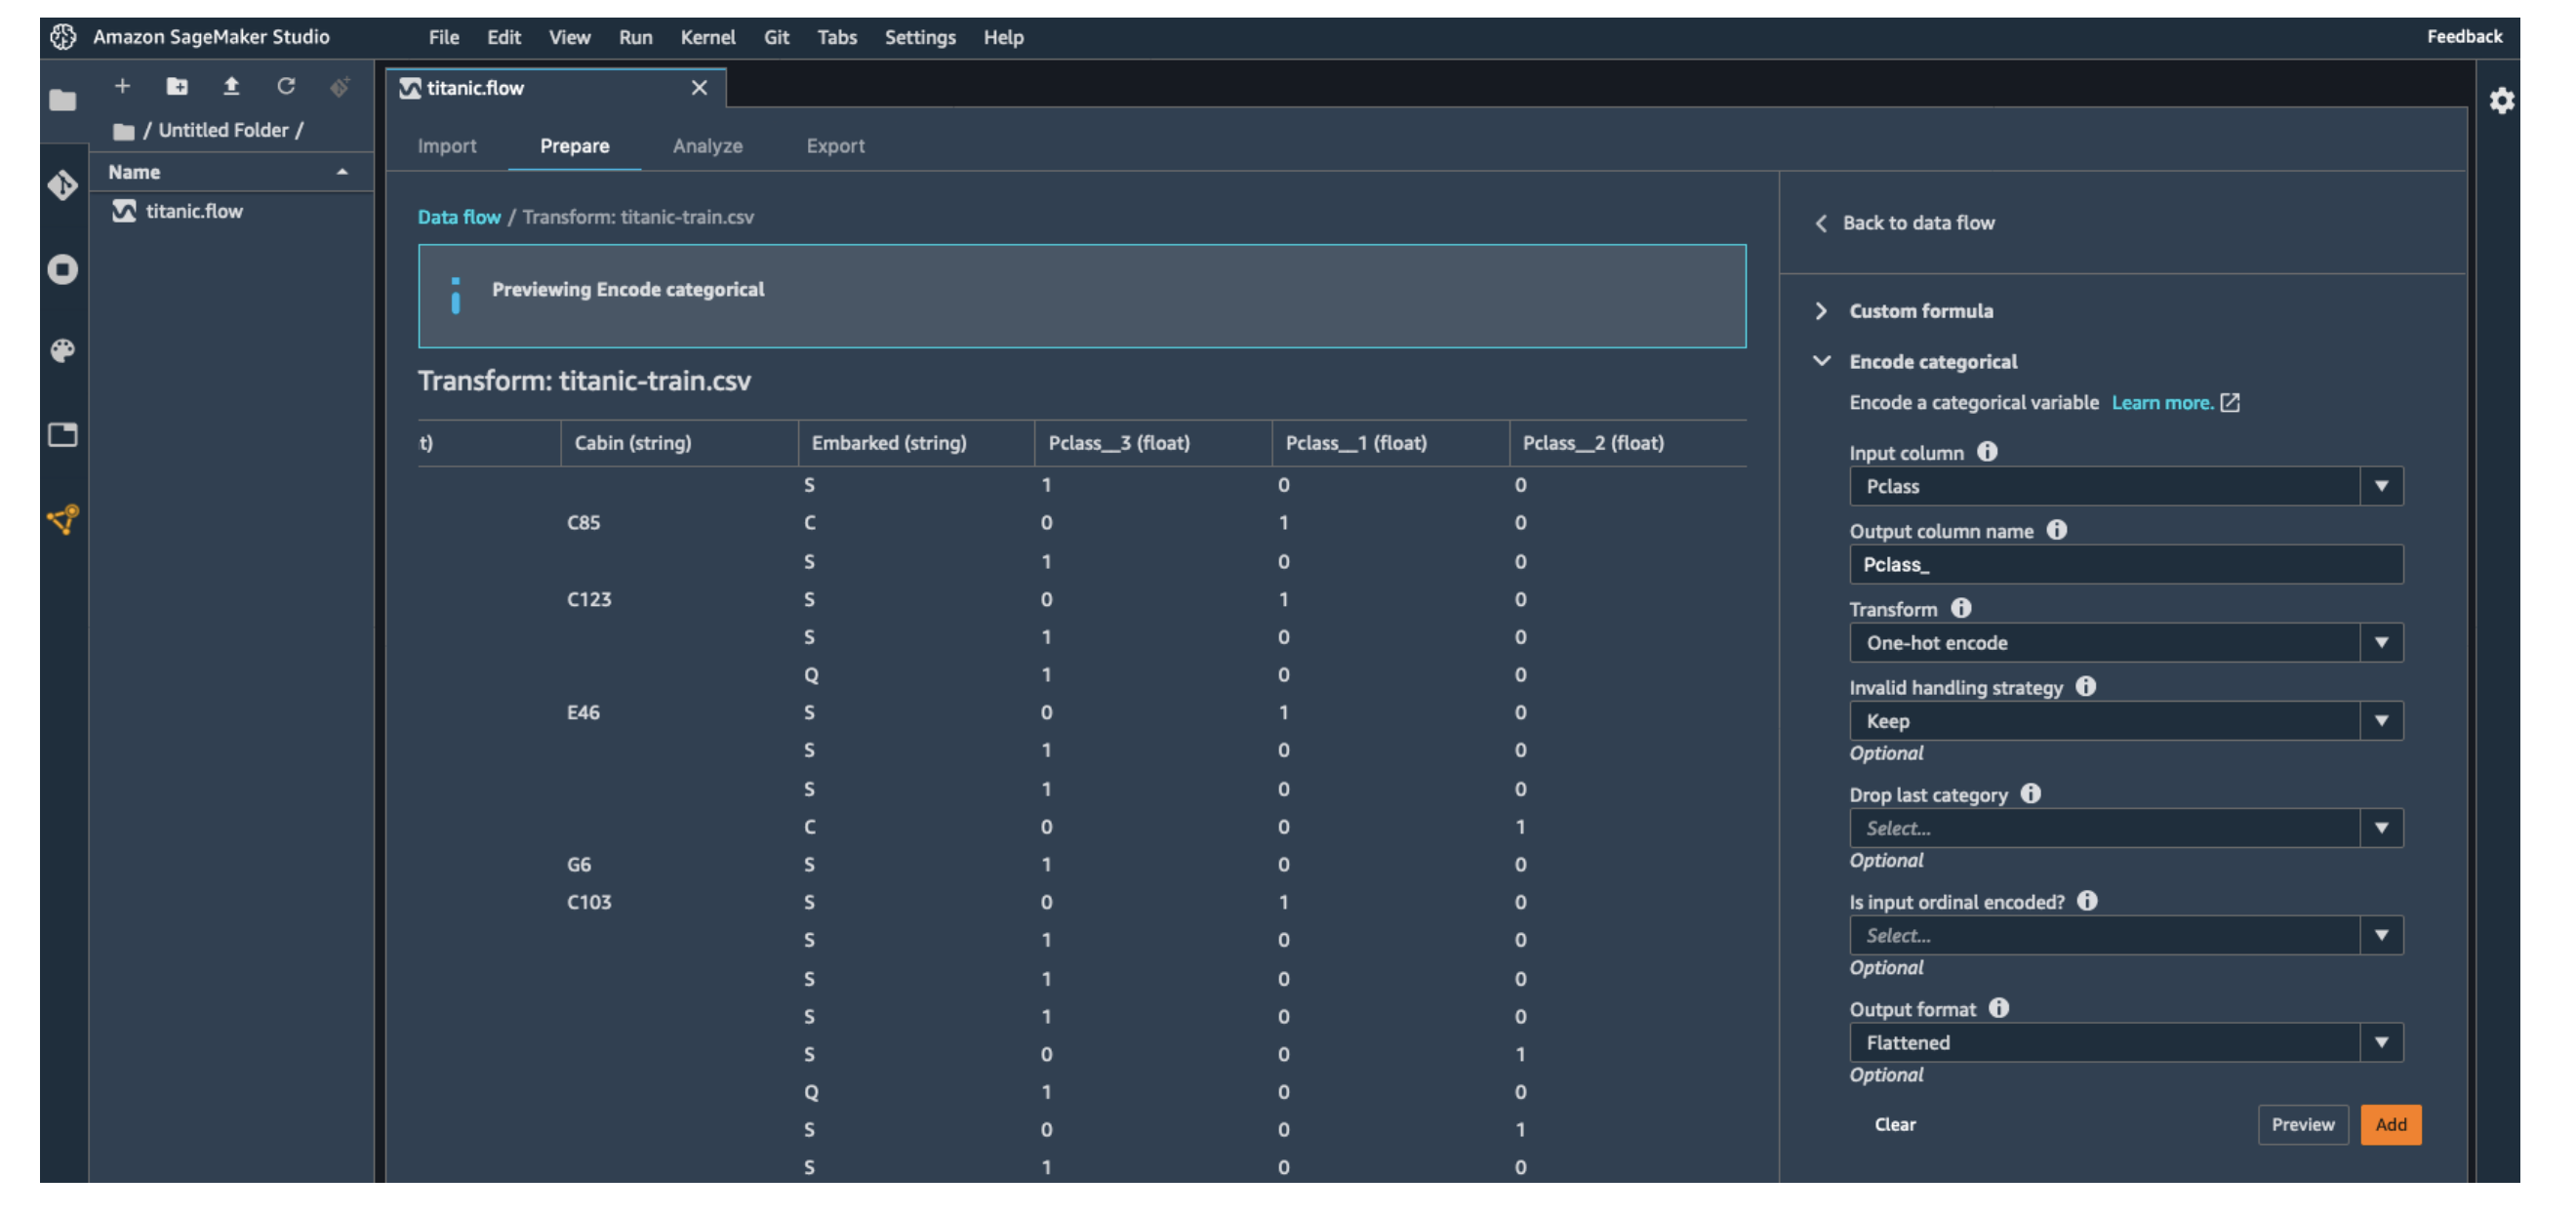 Amazon SageMaker Studio File Edit View Run Kernel Git Tabs Settings Help Feedback
/ Untitled Folder /
Name
titanic.flow
titanic.flow
Import Prepare Analyze Export
Data flow / Transform: titanic-train.csv
Previewing Encode categorical
Transform: titanic-train.csv
t) Cabin (string) Embarked (string) Pclass__3 (float) Pclass__1 (float) Pclass__2 (float)
S 1 0 0
C85 C 0 1 0
S 1 0 0
C123 S 0 1 0
S 1 0 0
Q 1 0 0
E46 S 0 1 0
S 1 0 0
S 1 0 0
C 0 0 1
G6 S 1 0 0
C103 S 0 1 0
S 1 0 0
S 1 0 0
S 1 0 0
S 0 0 1
Q 1 0 0
S 0 0 1
S 1 0 0
Back to data flow
Custom formula
Encode categorical
Encode a categorical variable Learn more.
Input column
Pclass
Output column name
Pclass_
Transform
One-hot encode
Invalid handling strategy
Keep
Optional
Drop last category
Select...
Optional
Is input ordinal encoded?
Select...
Optional
Output format
Flattened
Optional
Clear Preview Add